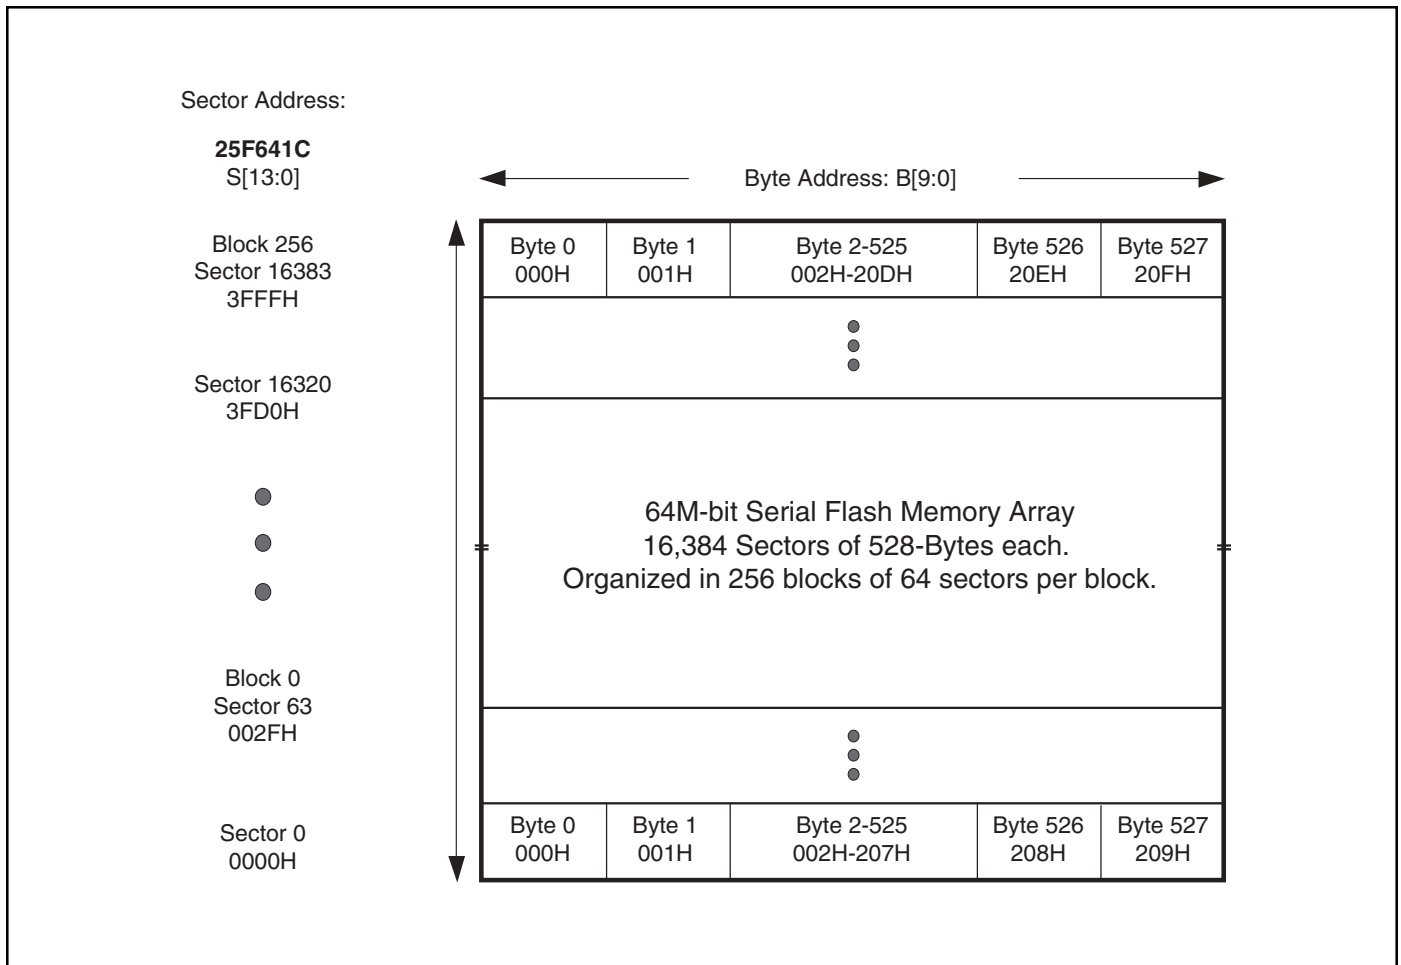 Sector Address:
25F641C
S[13:0]
Byte Address: B[9:0]
Block 256
Sector 16383
3FFFH
Byte 0
000H
Byte 1
001H
Byte 2-525
002H-20DH
Byte 526
20EH
Byte 527
20FH
Sector 16320
3FD0H
64M-bit Serial Flash Memory Array
16,384 Sectors of 528-Bytes each.
Organized in 256 blocks of 64 sectors per block.
Block 0
Sector 63
002FH
Sector 0
0000H
Byte 0
000H
Byte 1
001H
Byte 2-525
002H-207H
Byte 526
208H
Byte 527
209H